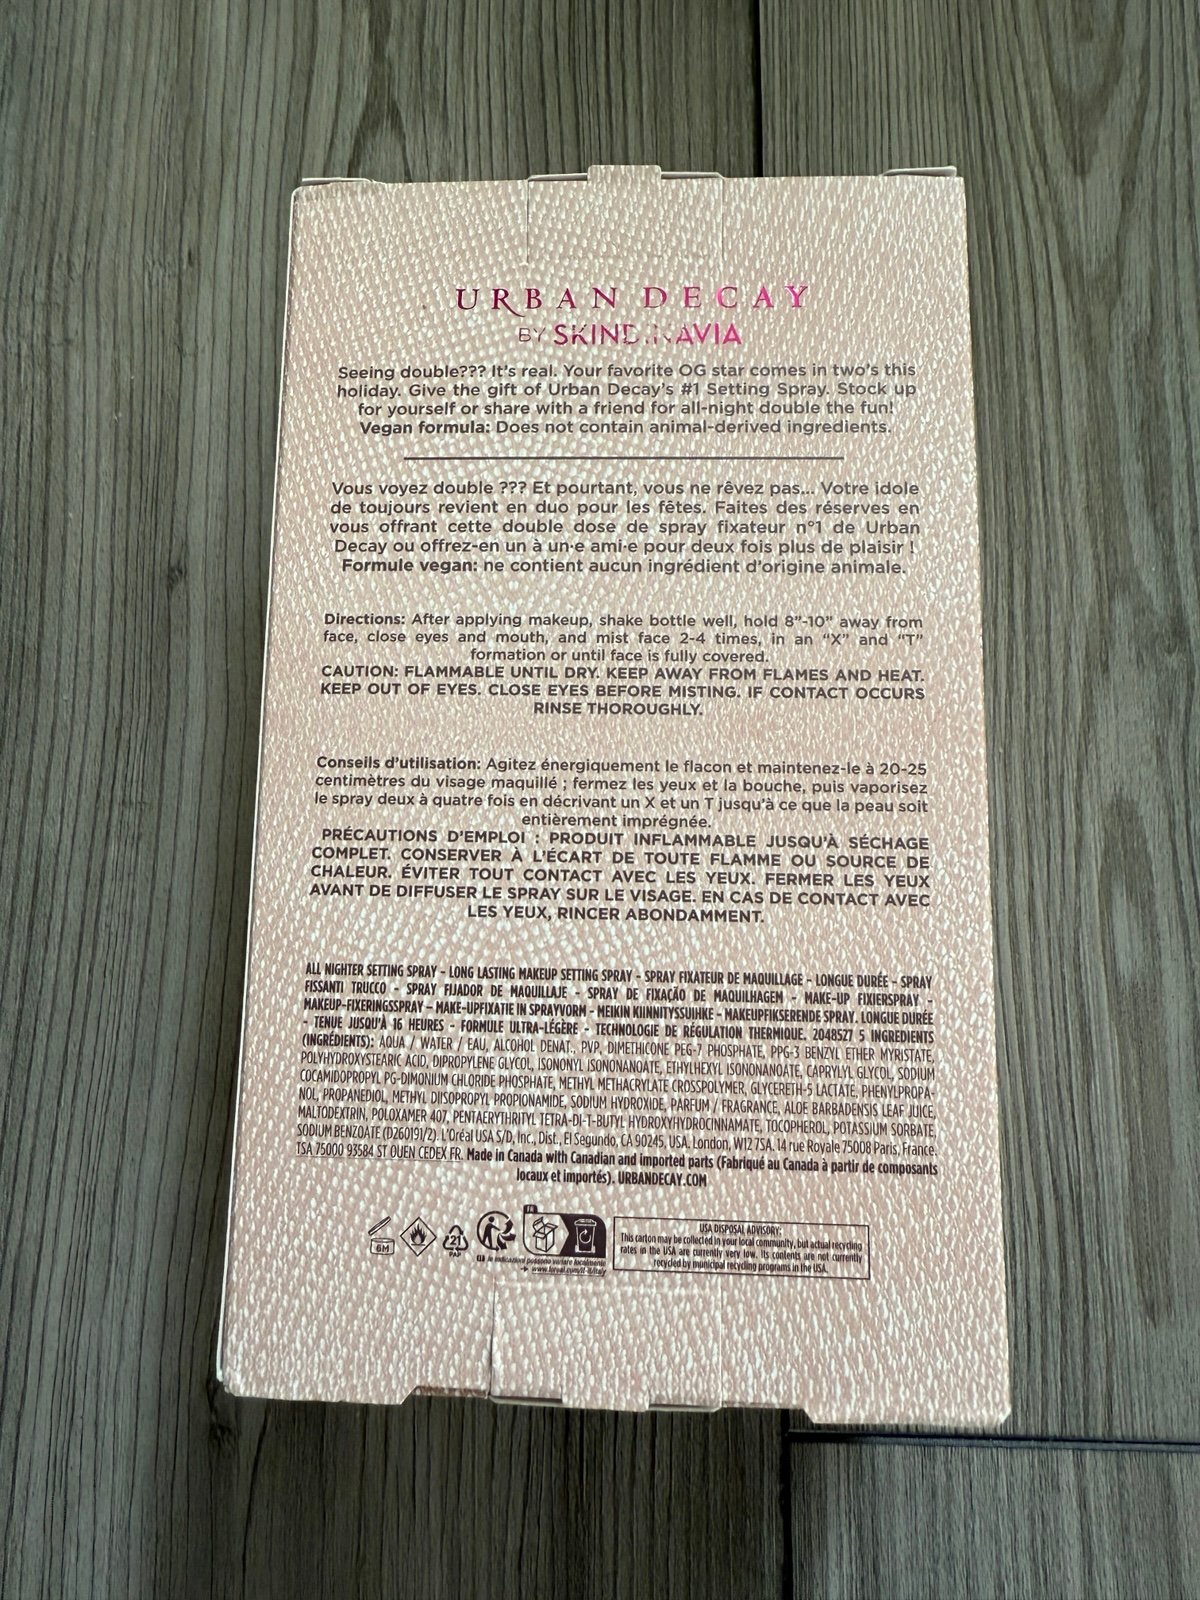 URBAN DECAY
BY SKINDINAVIA
Seeing double??? It's real. Your favorite OG star comes in two's this
holiday. Give the gift of Urban Decay's #1 Setting Spray. Stock up
for yourself or share with a friend for all-night double the fun!
Vegan formula: Does not contain animal-derived ingredients.
Vous voyez double ??? Et pourtant, vous ne rêvez pas... Votre idole
de toujours revient en duo pour les fêtes. Faites des réserves en
vous offrant cette double dose de spray fixateur n°1 de Urban
Decay ou offrez-en un à un·e ami·e pour deux fois plus de plaisir !
Formule vegan: ne contient aucun ingrédient d'origine animale.
Directions: After applying makeup, shake bottle well, hold 8"-10" away from
face, close eyes and mouth, and mist face 2-4 times, in an "X" and "T"
formation or until face is fully covered.
CAUTION: FLAMMABLE UNTIL DRY. KEEP AWAY FROM FLAMES AND HEAT.
KEEP OUT OF EYES. CLOSE EYES BEFORE MISTING. IF CONTACT OCCURS
RINSE THOROUGHLY.
Conseils d'utilisation: Agitez énergiquement le flacon et maintenez-le à 20-25
centimètres du visage maquillé ; fermez les yeux et la bouche, puis vaporisez
le spray deux à quatre fois en décrivant un X et un T jusqu'à ce que la peau soit
entièrement imprégnée.
PRÉCAUTIONS D'EMPLOI : PRODUIT INFLAMMABLE JUSQU'À SÉCHAGE
COMPLET. CONSERVER À L'ÉCART DE TOUTE FLAMME OU SOURCE DE
CHALEUR. ÉVITER TOUT CONTACT AVEC LES YEUX. FERMER LES YEUX
AVANT DE DIFFUSER LE SPRAY SUR LE VISAGE. EN CAS DE CONTACT AVEC
LES YEUX, RINCER ABONDAMMENT.
ALL NIGHTER SETTING SPRAY - LONG LASTING MAKEUP SETTING SPRAY - SPRAY FIXATEUR DE MAQUILLAGE - LONGUE DURÉE - SPRAY
FISSANTI TRUCCO - SPRAY FIJADOR DE MAQUILLAJE - SPRAY DE FIXAÇÃO DE MAQUILHAGEM - MAKE-UP FIXIERSPRAY -
MAKEUP-FIXERINGSSPRAY – MAKE-UPFIXATIE IN SPRAYVORM - MEIKIN KIINNITYSSUIHKE - MAKEUPFIKSERENDE SPRAY. LONGUE DURÉE
- TENUE JUSQU'À 16 HEURES - FORMULE ULTRA-LÉGÈRE - TECHNOLOGIE DE RÉGULATION THERMIQUE. 2048527 5 INGREDIENTS
(INGRÉDIENTS): AQUA / WATER / EAU, ALCOHOL DENAT., PVP, DIMETHICONE PEG-7 PHOSPHATE, PPG-3 BENZYL ETHER MYRISTATE,
POLYHYDROXYSTEARIC ACID, DIPROPYLENE GLYCOL, ISONONYL ISONONANOATE, ETHYLHEXYL ISONONANOATE, CAPRYLYL GLYCOL, SODIUM
COCAMIDOPROPYL PG-DIMONIUM CHLORIDE PHOSPHATE, METHYL METHACRYLATE CROSSPOLYMER, GLYCERETH-5 LACTATE, PHENYLPROPA-
NOL, PROPANEDIOL, METHYL DIISOPROPYL PROPIONAMIDE, SODIUM HYDROXIDE, PARFUM / FRAGRANCE, ALOE BARBADENSIS LEAF JUICE,
MALTODEXTRIN, POLOXAMER 407, PENTAERYTHRITYL TETRA-DI-T-BUTYL HYDROXYHYDROCINNAMATE, TOCOPHEROL, POTASSIUM SORBATE,
SODIUM BENZOATE (D260191/2). L'Oréal USA S/D, Inc., Dist., El Segundo, CA 90245, USA. London, W12 7SA. 14 rue Royale 75008 Paris, France.
TSA 75000 93584 ST OUEN CEDEX FR. Made in Canada with Canadian and imported parts (Fabriqué au Canada à partir de composants
locaux et importés). URBANDECAY.COM
6M
21
PAP
FR
le indicazioni possono variare localmente
www.loreal.com/it-it/italy
USA DISPOSAL ADVISORY:
This carton may be collected in your local community, but actual recycling
rates in the USA are currently very low. Its contents are not currently
recycled by municipal recycling programs in the USA.